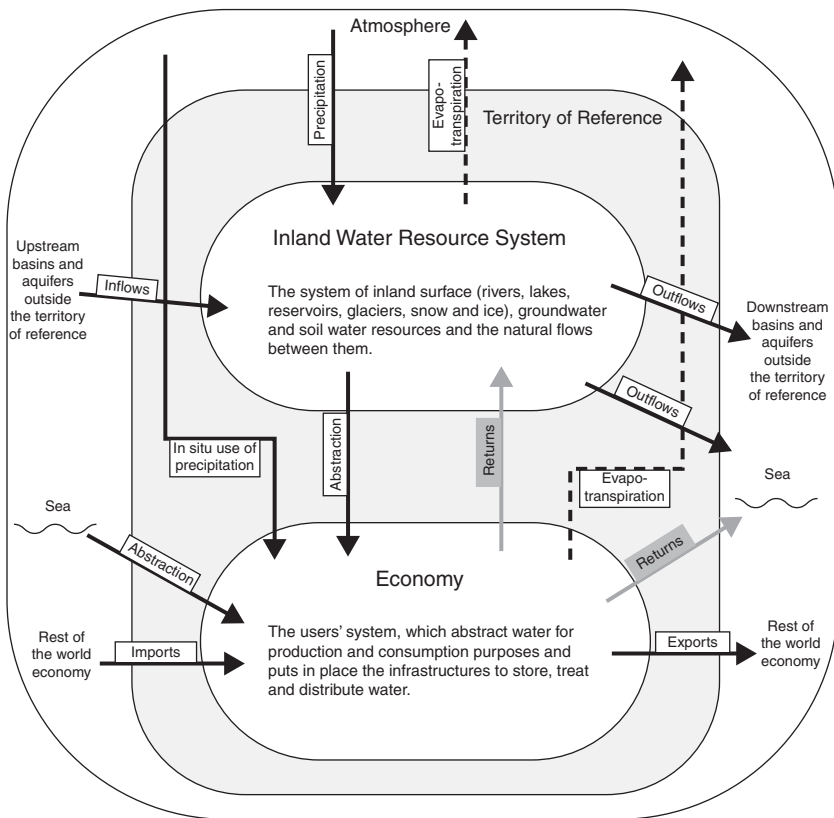 Atmosphere
Precipitation
Evapo-
transpiration
Territory of Reference
Inland Water Resource System
The system of inland surface (rivers, lakes,
reservoirs, glaciers, snow and ice), groundwater
and soil water resources and the natural flows
between them.
Upstream
basins and
aquifers
outside
the territory
of reference
Inflows
Outflows
Downstream
basins and
aquifers
outside
the territory
of reference
Outflows
In situ use of
precipitation
Abstraction
Returns
Evapo-
transpiration
Sea
Sea
Abstraction
Returns
Economy
The users' system, which abstract water for
production and consumption purposes and
puts in place the infrastructures to store, treat
and distribute water.
Rest of
the world
economy
Imports
Exports
Rest of
the world
economy